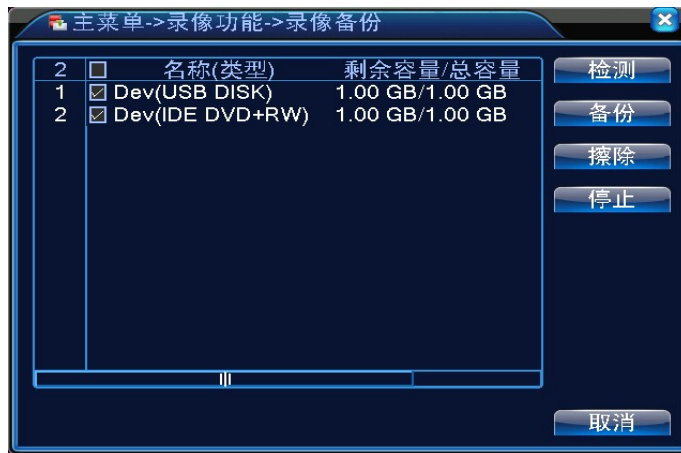 主菜单->录像功能->录像备份
2 名称(类型) 剩余容量/总容量
1 Dev(USB DISK) 1.00 GB/1.00 GB
2 Dev(IDE DVD+RW) 1.00 GB/1.00 GB
检测
备份
擦除
停止
取消